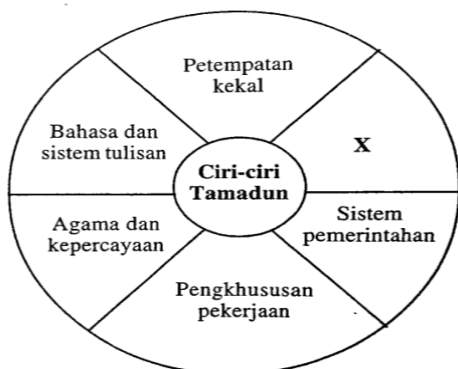 Petempatan
kekal
Bahasa dan
sistem tulisan
X
Ciri-ciri
Tamadun
Agama dan
kepercayaan
Sistem
pemerintahan
Pengkhususan
pekerjaan